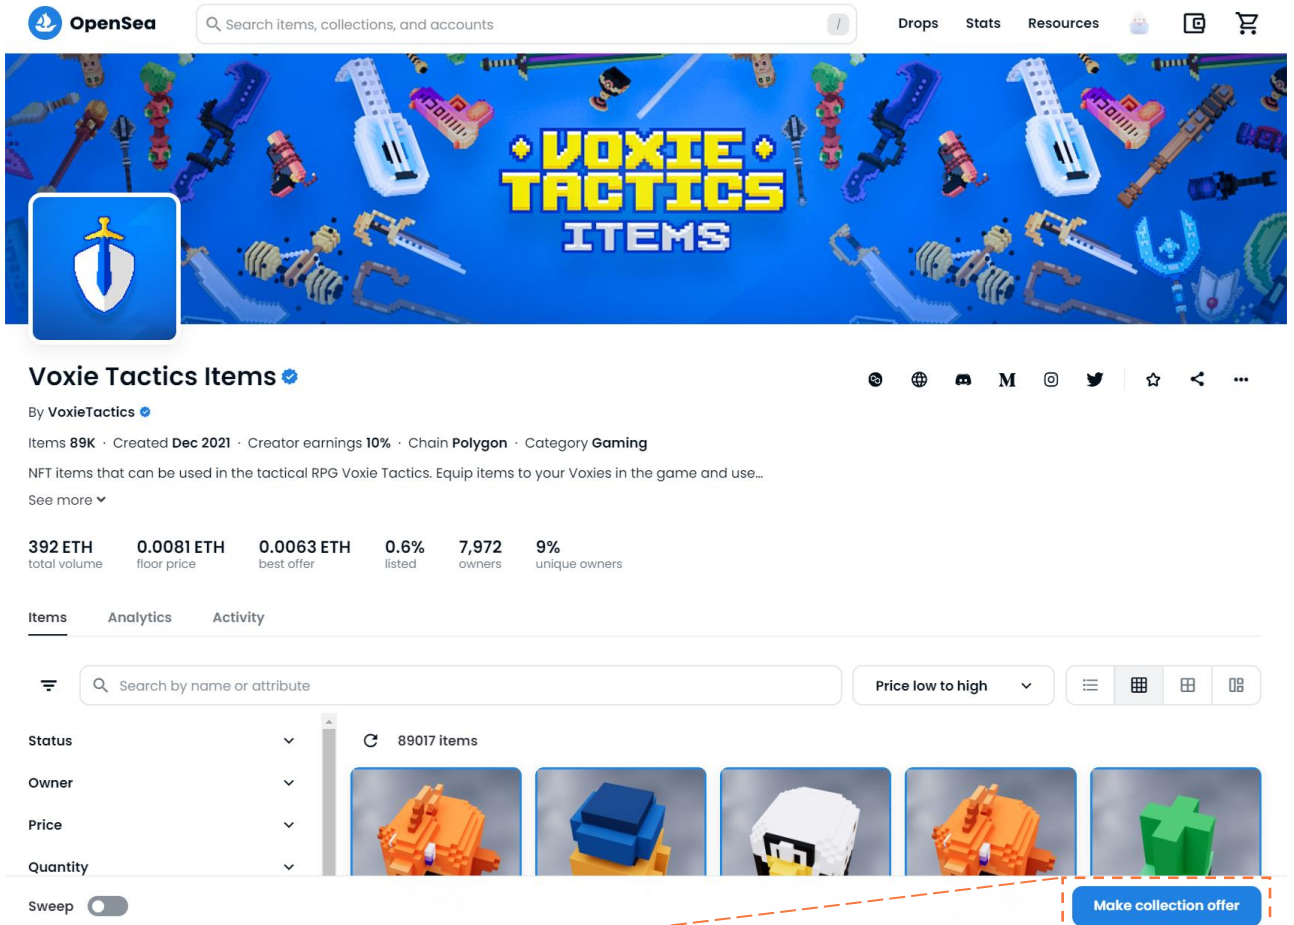 OpenSea
Search items, collections, and accounts
/
Drops
Stats
Resources
VOXIE
TACTICS
ITEMS
Voxie Tactics Items
By VoxieTactics
Items 89K · Created Dec 2021 · Creator earnings 10% · Chain Polygon · Category Gaming
NFT items that can be used in the tactical RPG Voxie Tactics. Equip items to your Voxies in the game and use...
See more
392 ETH
total volume
0.0081 ETH
floor price
0.0063 ETH
best offer
0.6%
listed
7,972
owners
9%
unique owners
Items
Analytics
Activity
Search by name or attribute
Price low to high
Status
89017 items
Owner
Price
Quantity
Sweep
Make collection offer